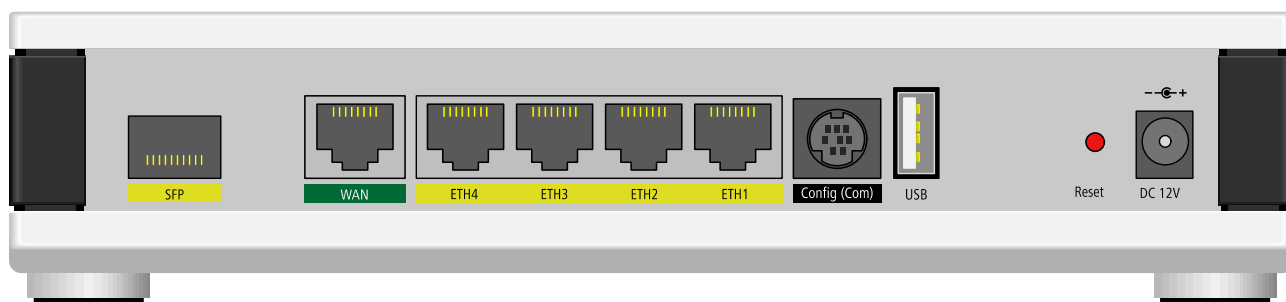 SFP
WAN
ETH4
ETH3
ETH2
ETH1
Config (Com)
USB
Reset
DC 12V